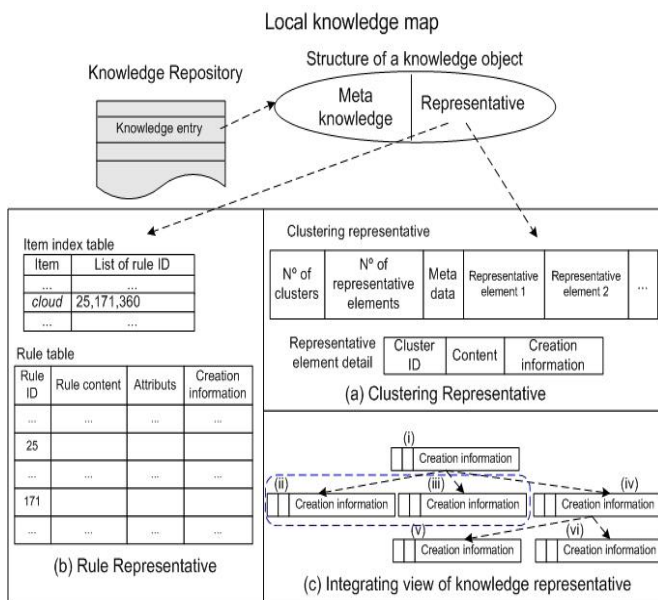 Local knowledge map
Structure of a knowledge object
Knowledge Repository
Meta knowledge
Representative
Knowledge entry
Item index table
Item List of rule ID
... ...
cloud 25,171,360
... ...
Rule table
Rule ID Rule content Attributs Creation information
... ... ... ...
25
... ... ... ...
171
... ... ... ...
(b) Rule Representative
Clustering representative
Nº of clusters Nº of representative elements Meta data Representative element 1 Representative element 2 ...
Representative element detail Cluster ID Content Creation information
(a) Clustering Representative
(i)
Creation information
(ii) (iii) (iv)
Creation information Creation information Creation information
(v) (vi)
Creation information Creation information
(c) Integrating view of knowledge representative